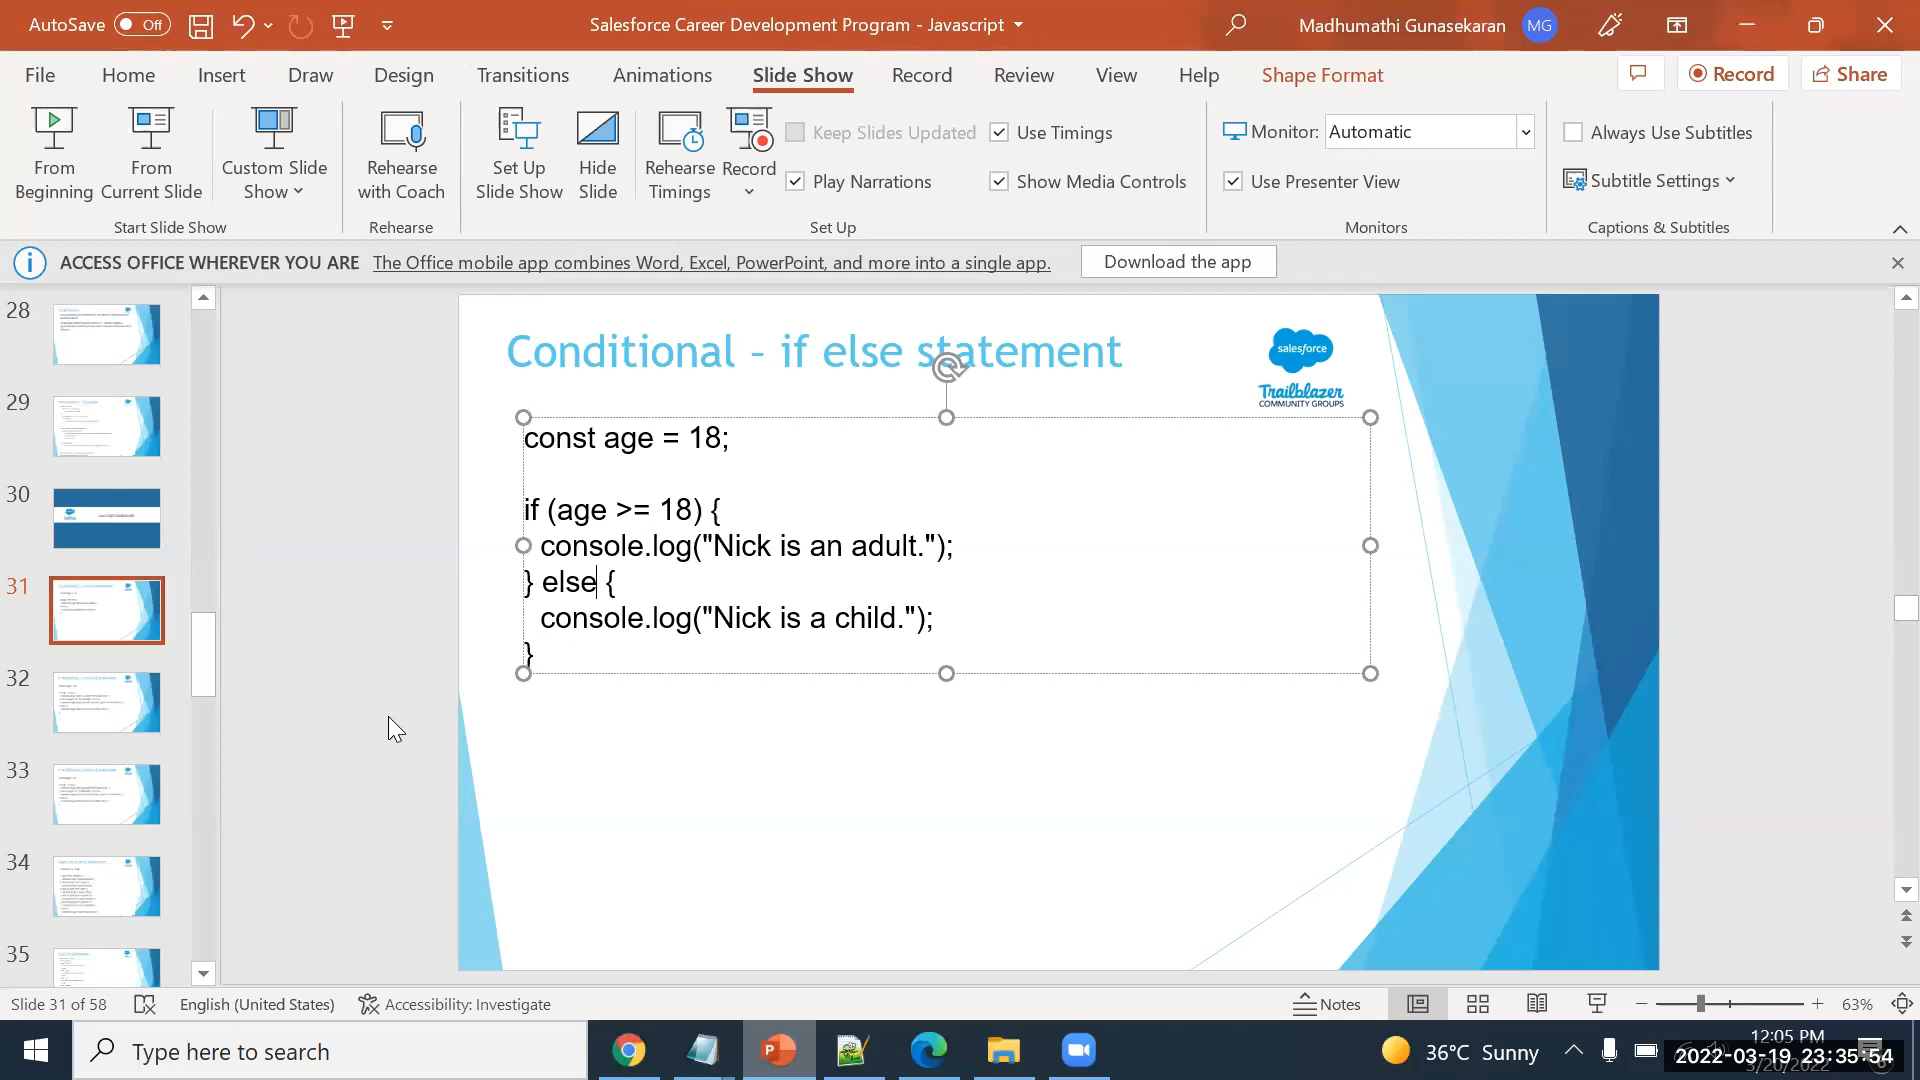 AutoSave Off
Salesforce Career Development Program - Javascript
Madhumathi Gunasekaran MG
File Home Insert Draw Design Transitions Animations Slide Show Record Review View Help Shape Format
Record Share
From Beginning
From Current Slide
Custom Slide Show
Rehearse with Coach
Set Up Slide Show
Hide Slide
Rehearse Timings
Record
Keep Slides Updated
Use Timings
Play Narrations
Show Media Controls
Monitor: Automatic
Use Presenter View
Always Use Subtitles
Subtitle Settings
Start Slide Show
Rehearse
Set Up
Monitors
Captions & Subtitles
ACCESS OFFICE WHEREVER YOU ARE The Office mobile app combines Word, Excel, PowerPoint, and more into a single app. Download the app
28
29
30
31
32
33
34
35
Conditional - if else statement
salesforce
Trailblazer
COMMUNITY GROUPS
const age = 18;
if (age >= 18) {
console.log("Nick is an adult.");
} else {
console.log("Nick is a child.");
}
Slide 31 of 58 English (United States) Accessibility: Investigate
Notes 63%
Type here to search
36°C Sunny
12:05 PM
2022-03-19 23:35:54